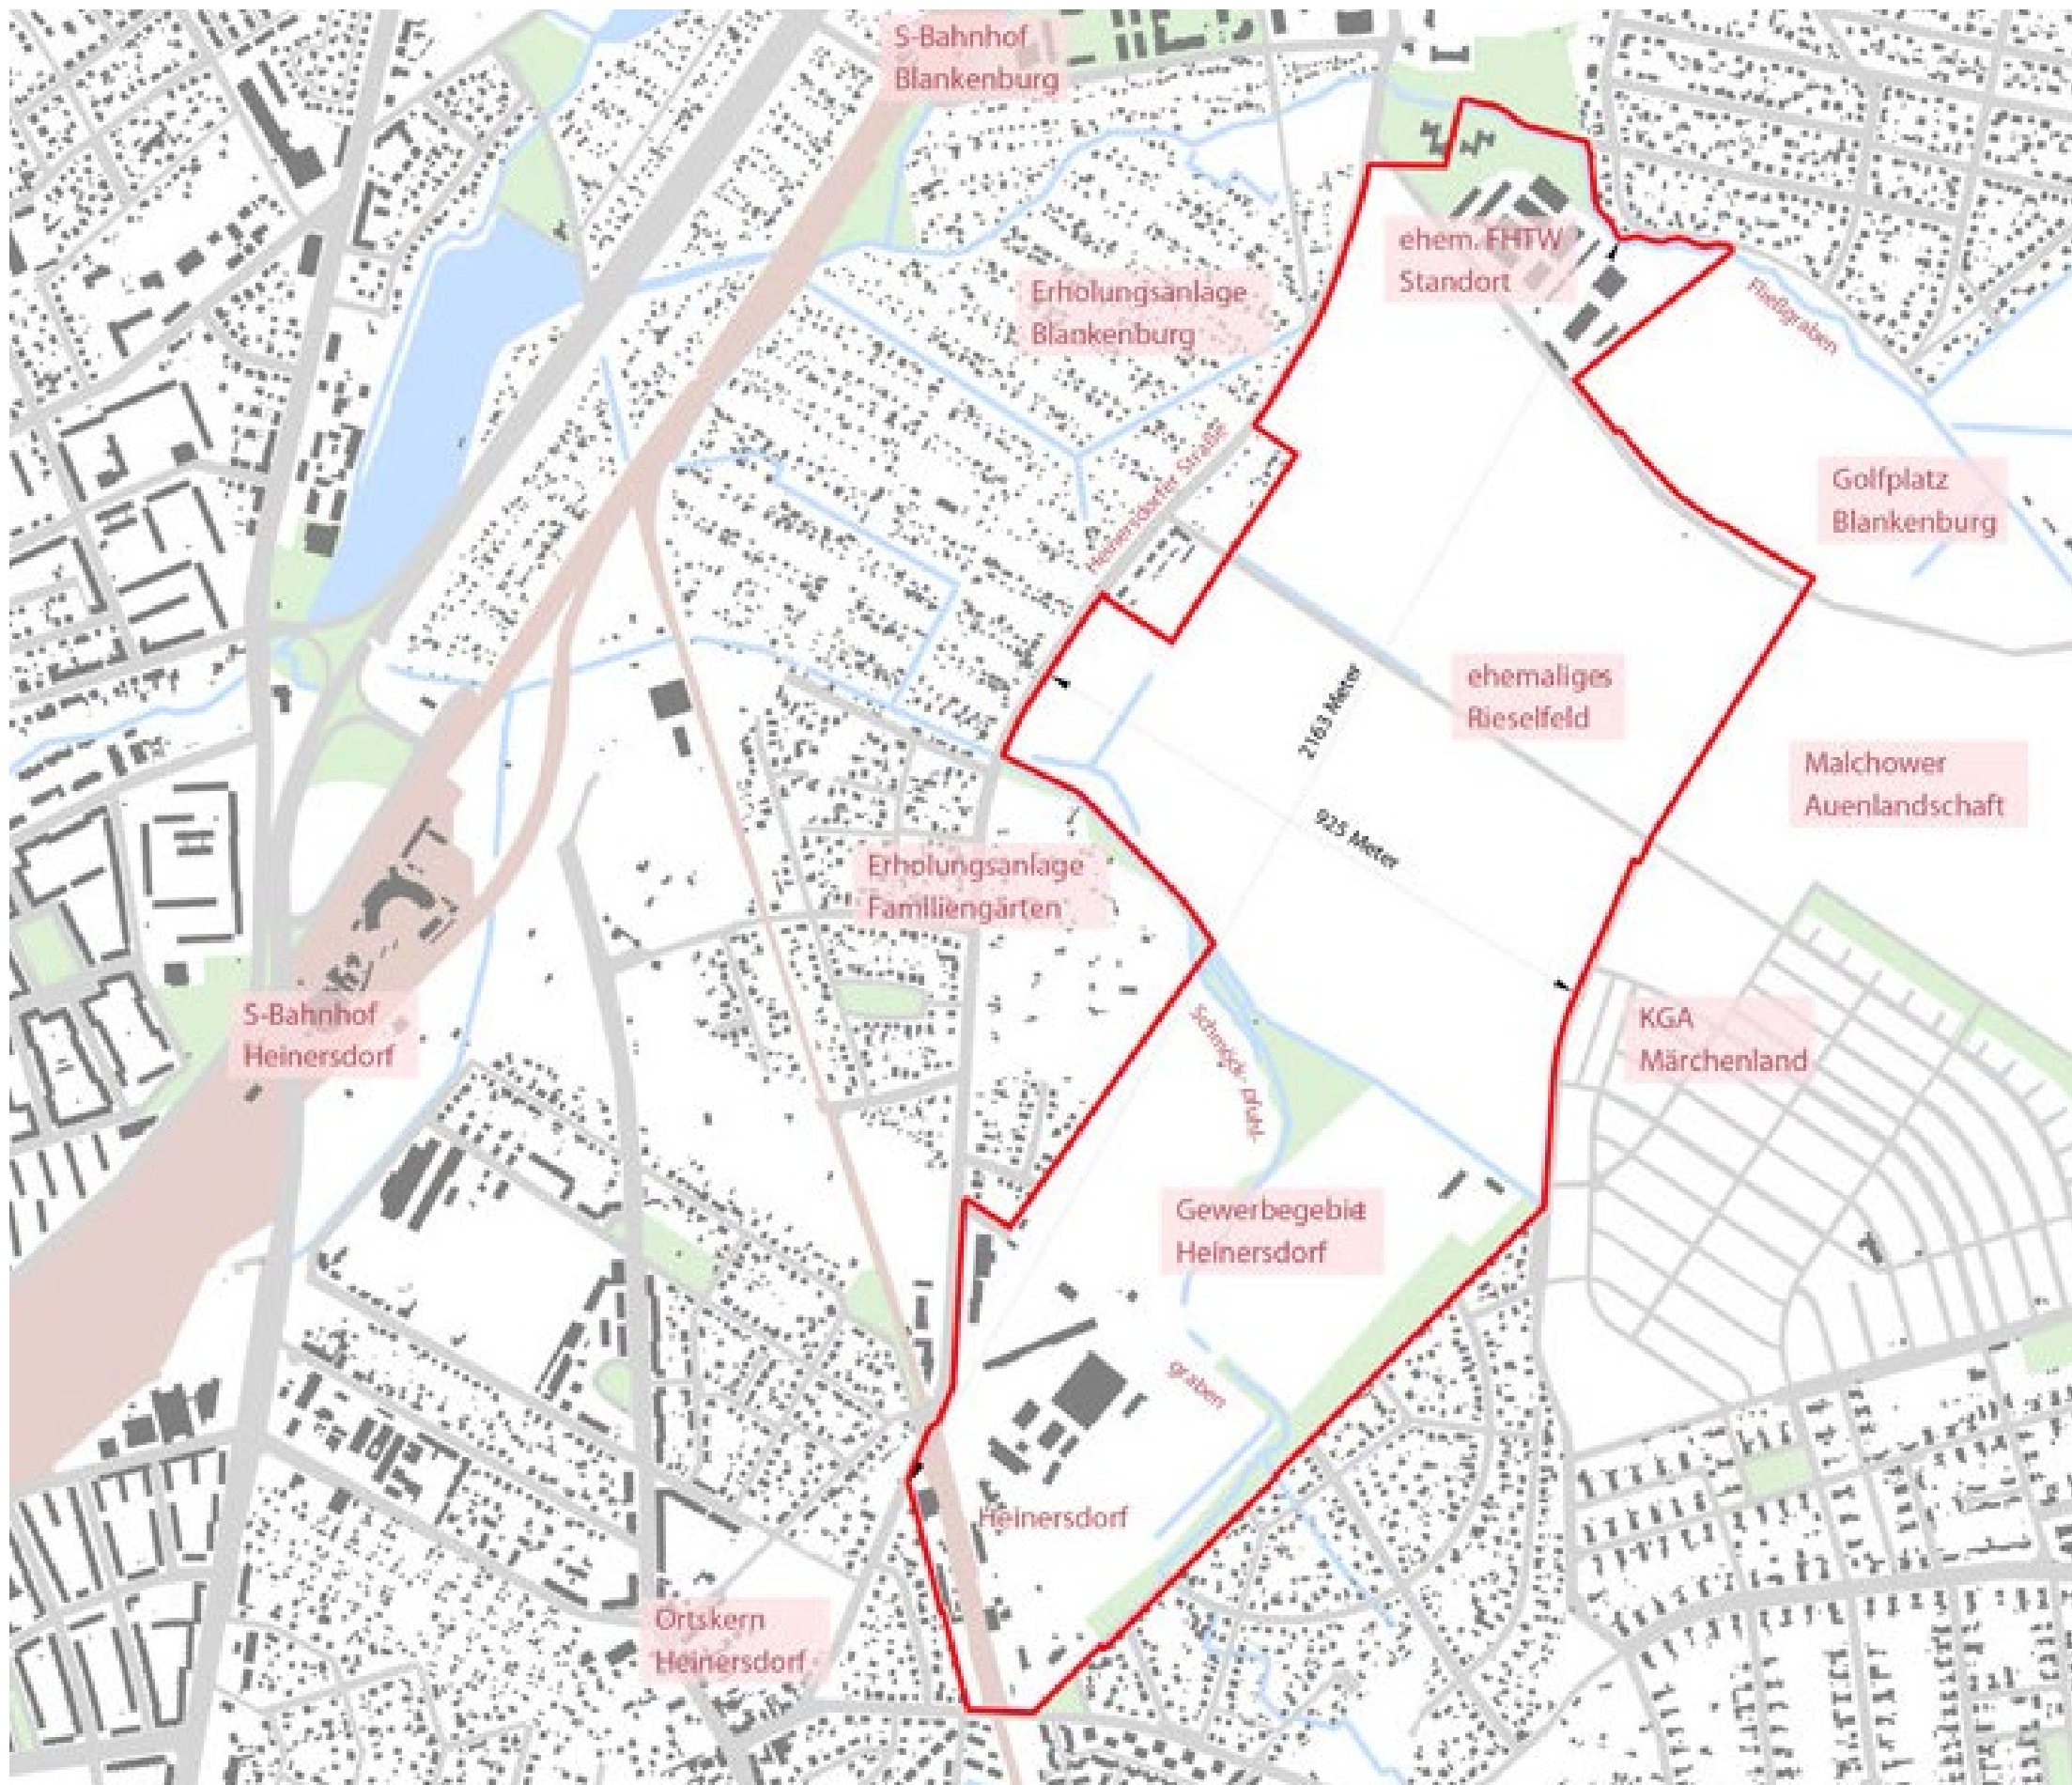 S-Bahnhof
Blankenburg
ehem. FHTW
Standort
Erholungsanlage
Blankenburg
Fließgraben
Heinersdorfer Straße
Golfplatz
Blankenburg
ehemaliges
Rieselfeld
2163 Meter
Malchower
Auenlandschaft
925 Meter
Erholungsanlage
Familiengärten
S-Bahnhof
Heinersdorf
KGA
Märchenland
Schmöckpfuhl-
Gewerbegebiet
Heinersdorf
graben
Heinersdorf
Ortskern
Heinersdorf